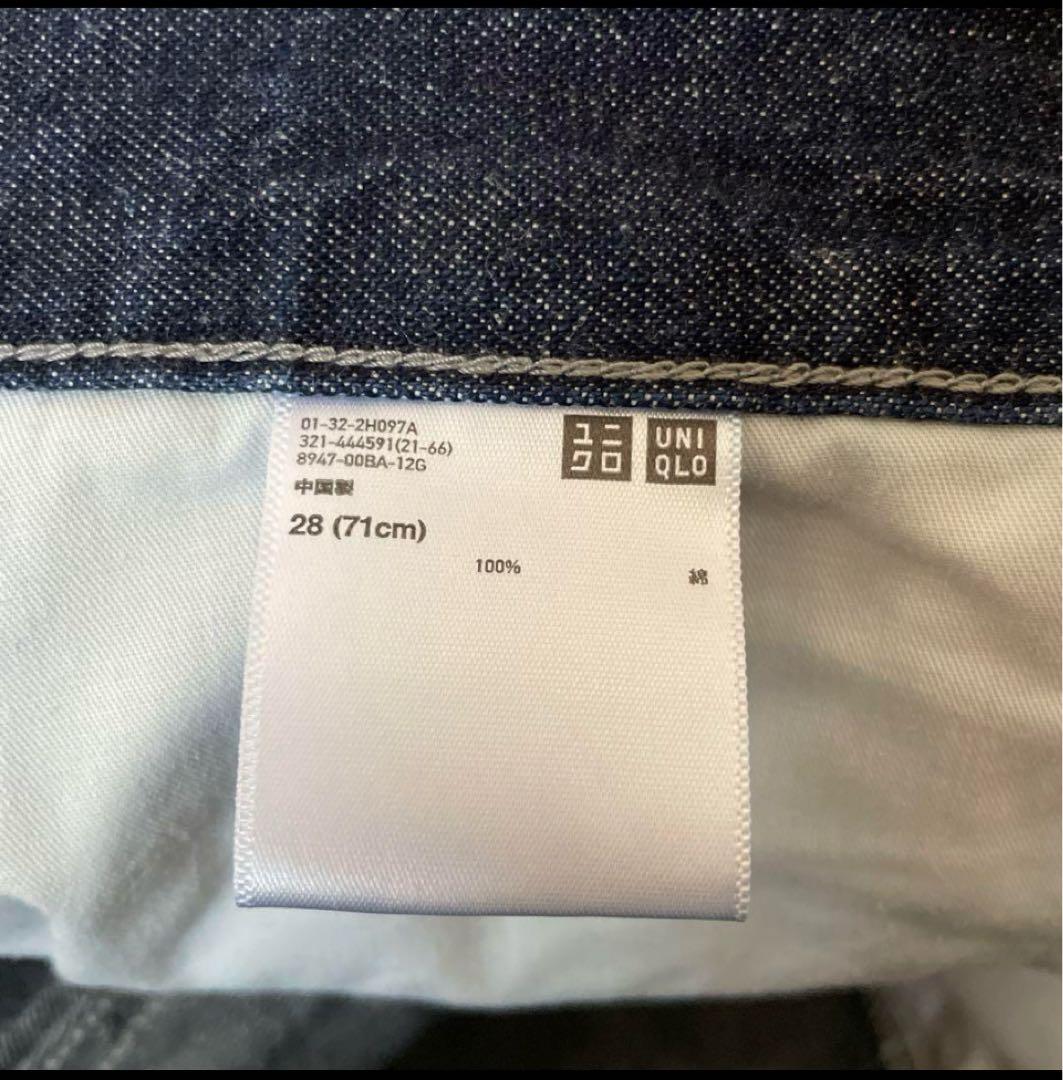 01-32-2H097A
321-444591(21-66)
8947-00BA-12G
中国製
28 (71cm)
ユニ
クロ
UNI
QLO
100% 綿